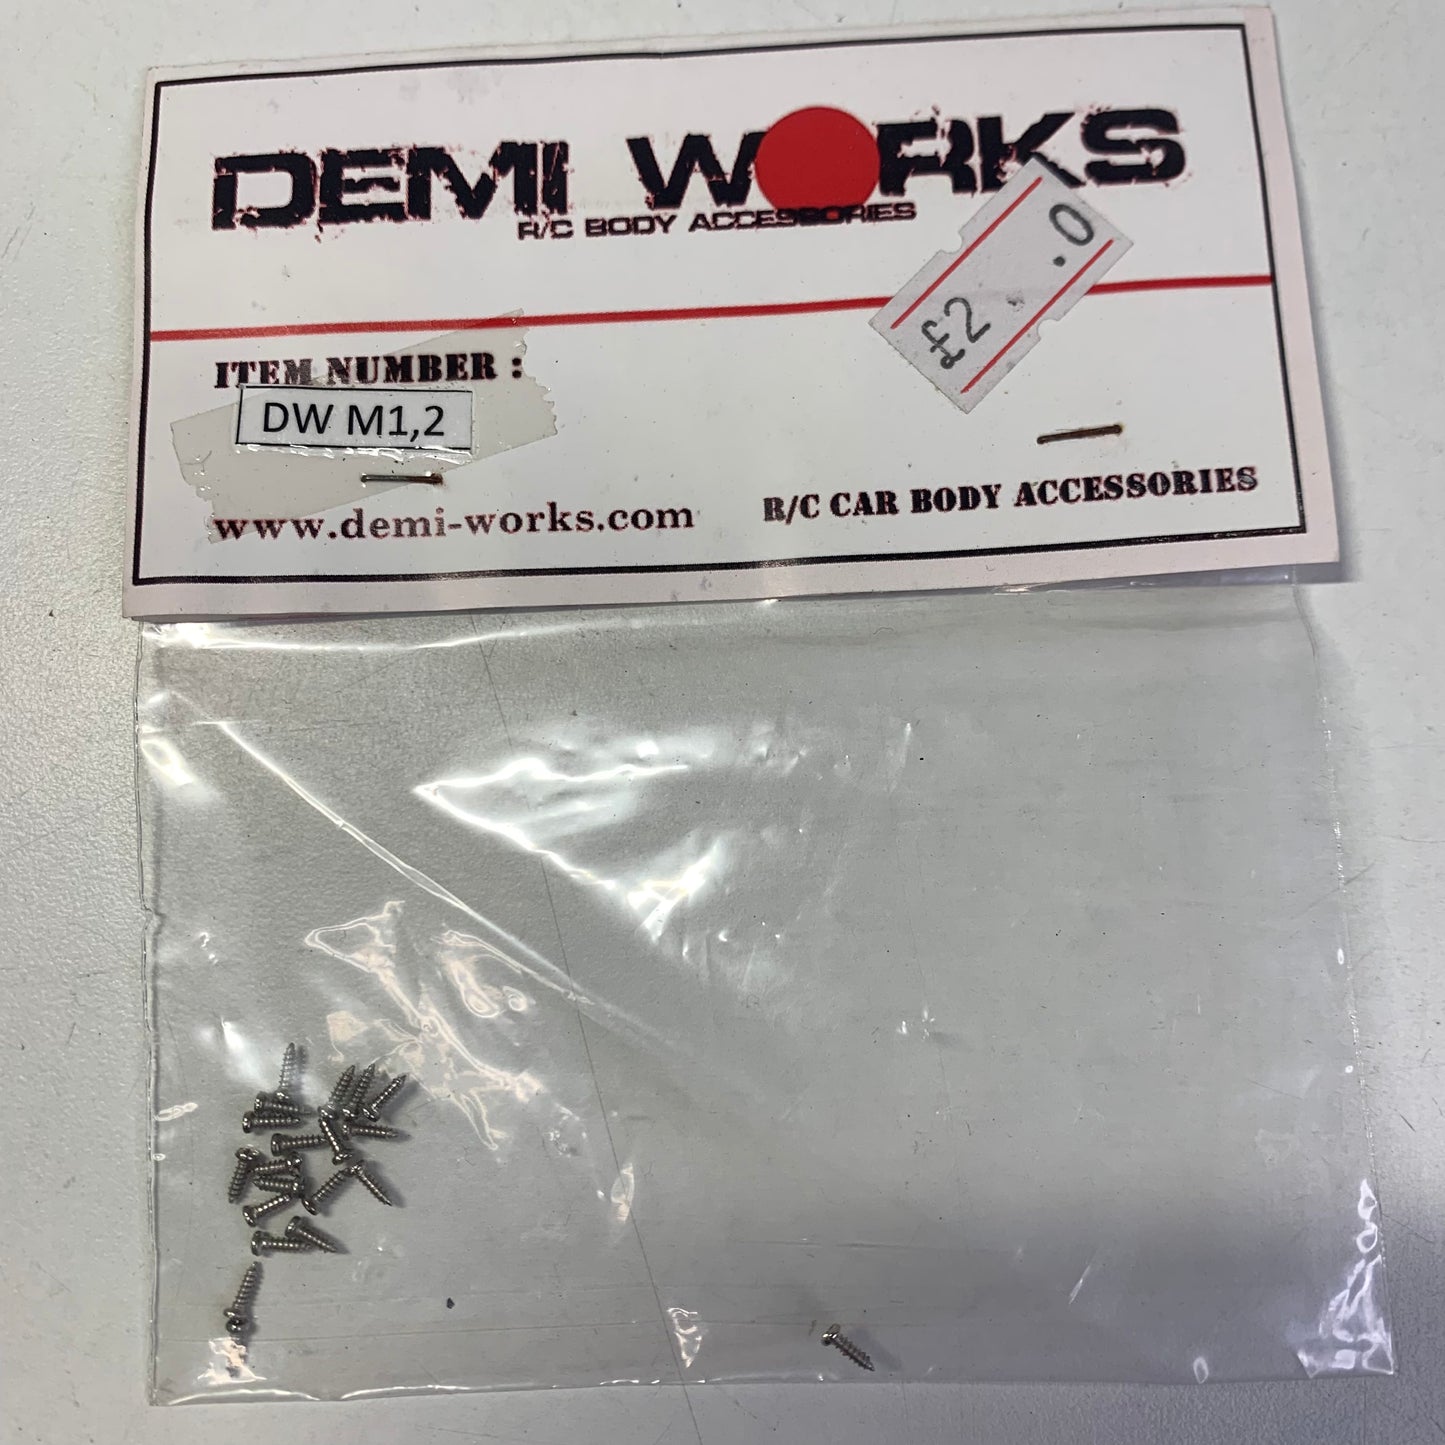 DEMI WORKS
R/C BODY ACCESSORIES
£2.0
ITEM NUMBER :
DW M1,2
www.demi-works.com
R/C CAR BODY ACCESSORIES